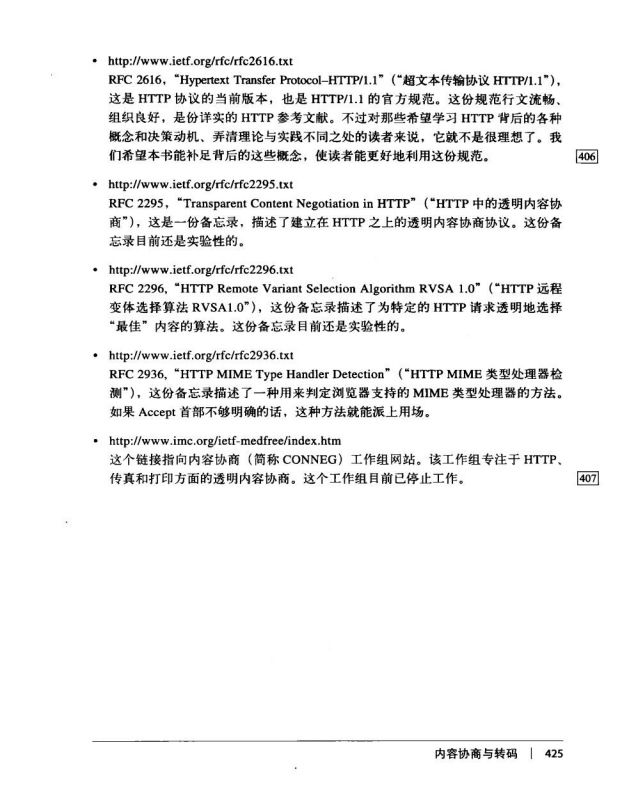 • http://www.ietf.org/rfc/rfc2616.txt
RFC 2616，“Hypertext Transfer Protocol–HTTP/1.1”（“超文本传输协议 HTTP/1.1”），
这是 HTTP 协议的当前版本，也是 HTTP/1.1 的官方规范。这份规范行文流畅、
组织良好，是份详实的 HTTP 参考文献。不过对那些希望学习 HTTP 背后的各种
概念和决策动机、弄清理论与实践不同之处的读者来说，它就不是很理想了。我
们希望本书能补足背后的这些概念，使读者能更好地利用这份规范。
406
• http://www.ietf.org/rfc/rfc2295.txt
RFC 2295，“Transparent Content Negotiation in HTTP”（“HTTP 中的透明内容协
商”），这是一份备忘录，描述了建立在 HTTP 之上的透明内容协商协议。这份备
忘录目前还是实验性的。
• http://www.ietf.org/rfc/rfc2296.txt
RFC 2296，“HTTP Remote Variant Selection Algorithm RVSA 1.0”（“HTTP 远程
变体选择算法 RVSA1.0”），这份备忘录描述了为特定的 HTTP 请求透明地选择
“最佳”内容的算法。这份备忘录目前还是实验性的。
• http://www.ietf.org/rfc/rfc2936.txt
RFC 2936，“HTTP MIME Type Handler Detection”（“HTTP MIME 类型处理器检
测”），这份备忘录描述了一种用来判定浏览器支持的 MIME 类型处理器的方法。
如果 Accept 首部不够明确的话，这种方法就能派上用场。
• http://www.imc.org/ietf-medfree/index.htm
这个链接指向内容协商（简称 CONNEG）工作组网站。该工作组专注于 HTTP、
传真和打印方面的透明内容协商。这个工作组目前已停止工作。
407
内容协商与转码 | 425